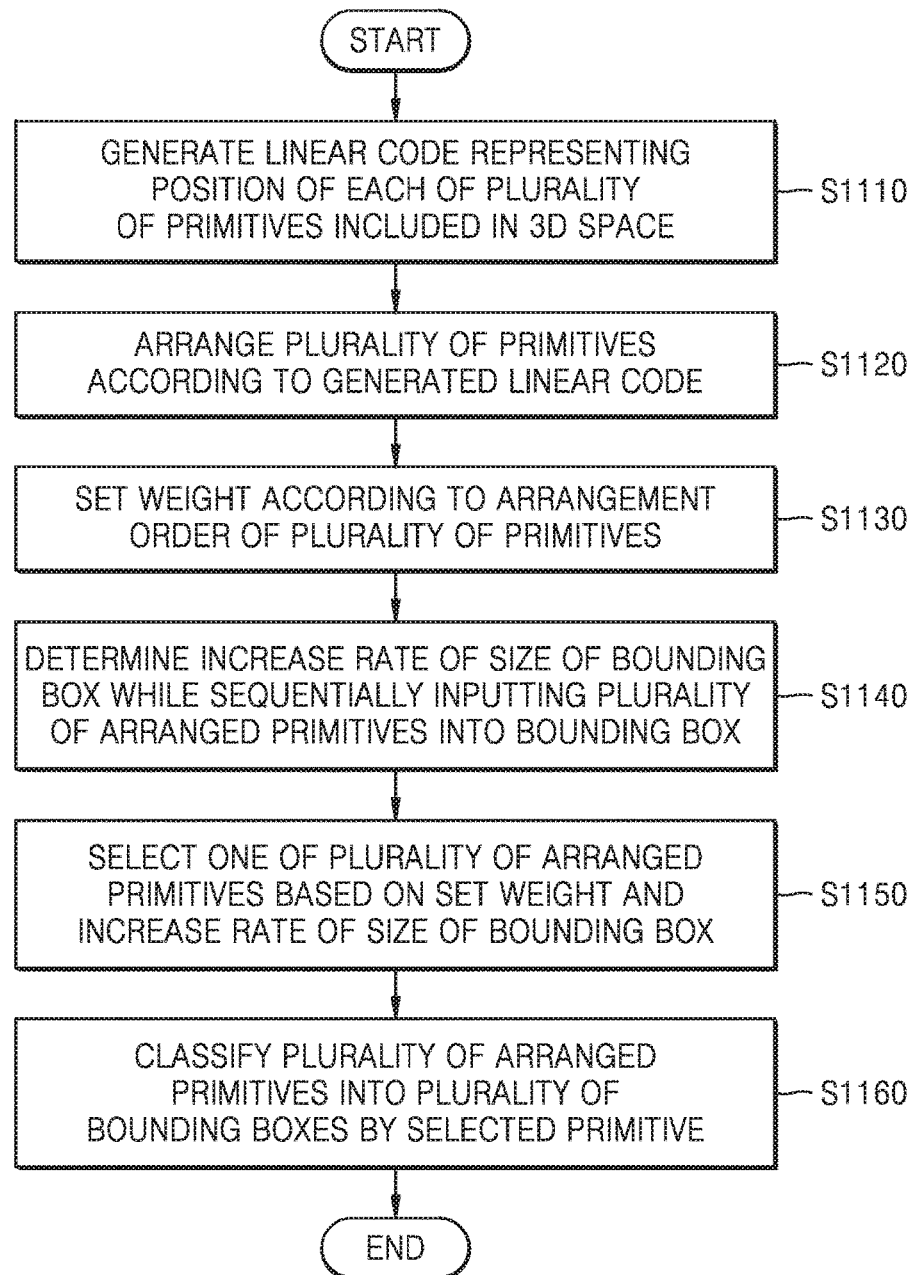 START
GENERATE LINEAR CODE REPRESENTING
POSITION OF EACH OF PLURALITY
OF PRIMITIVES INCLUDED IN 3D SPACE
S1110
ARRANGE PLURALITY OF PRIMITIVES
ACCORDING TO GENERATED LINEAR CODE
S1120
SET WEIGHT ACCORDING TO ARRANGEMENT
ORDER OF PLURALITY OF PRIMITIVES
S1130
DETERMINE INCREASE RATE OF SIZE OF BOUNDING
BOX WHILE SEQUENTIALLY INPUTTING PLURALITY
OF ARRANGED PRIMITIVES INTO BOUNDING BOX
S1140
SELECT ONE OF PLURALITY OF ARRANGED
PRIMITIVES BASED ON SET WEIGHT AND
INCREASE RATE OF SIZE OF BOUNDING BOX
S1150
CLASSIFY PLURALITY OF ARRANGED
PRIMITIVES INTO PLURALITY OF
BOUNDING BOXES BY SELECTED PRIMITIVE
S1160
END